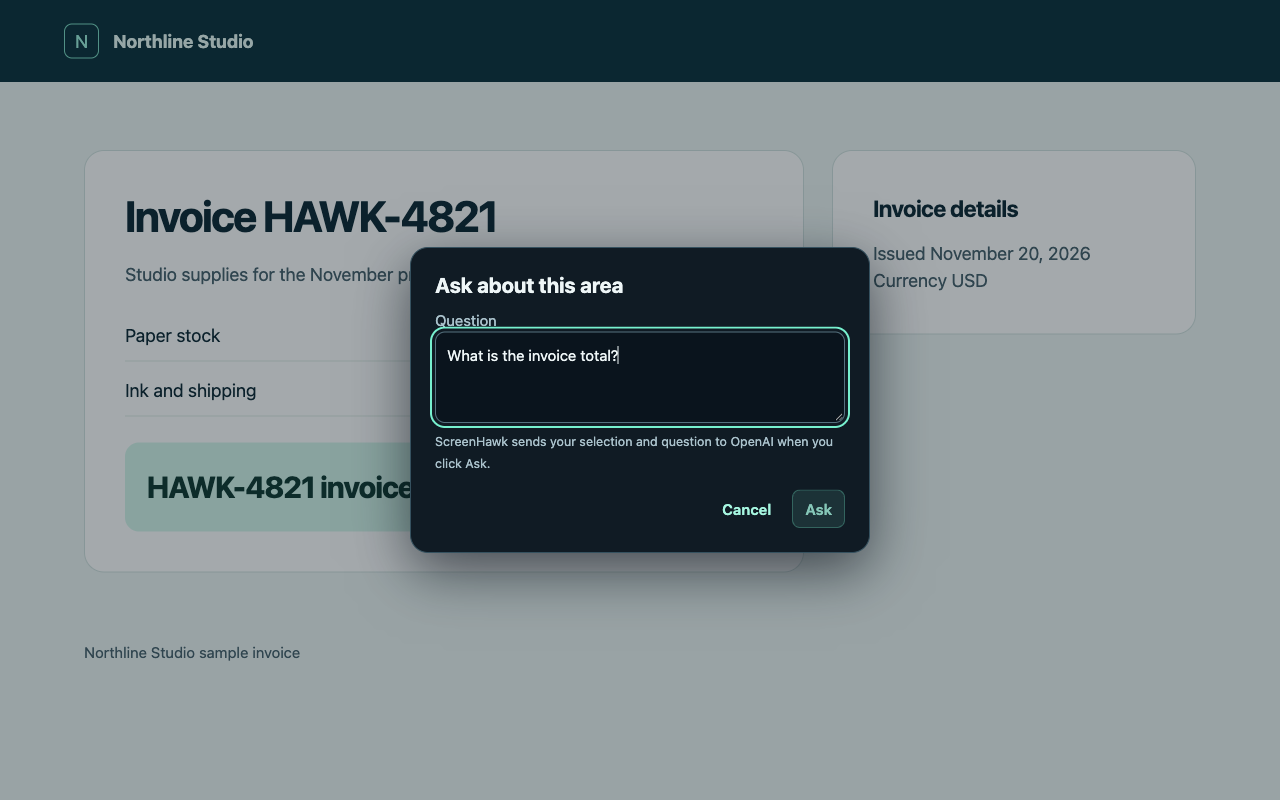 N
Northline Studio
Invoice HAWK-4821
Studio supplies for the November
Paper stock
Ink and shipping
HAWK-4821 invoice
Invoice details
Issued November 20, 2026
Currency USD
Ask about this area
Question
What is the invoice total?
ScreenHawk sends your selection and question to OpenAI when you
click Ask.
Cancel
Ask
Northline Studio sample invoice